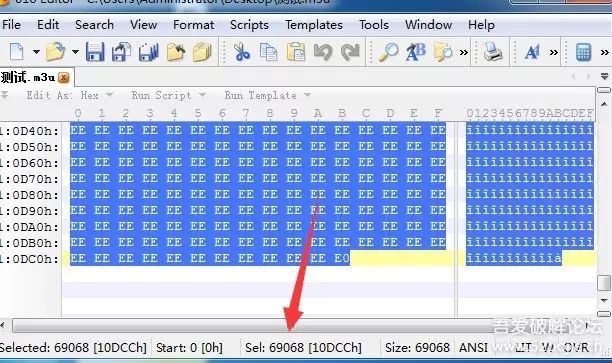 010 Editor - C:\Users\Administrator\Desktop\测试.m3u
File Edit Search View Format Scripts Templates Tools Window Help
测试.m3u
Edit As: Hex Run Script Run Template
0 1 2 3 4 5 6 7 8 9 A B C D E F 0123456789ABCDEF
1:0D40h: EE EE EE EE EE EE EE EE EE EE EE EE EE EE EE EE îîîîîîîîîîîîîîîî
1:0D50h: EE EE EE EE EE EE EE EE EE EE EE EE EE EE EE EE îîîîîîîîîîîîîîîî
1:0D60h: EE EE EE EE EE EE EE EE EE EE EE EE EE EE EE EE îîîîîîîîîîîîîîîî
1:0D70h: EE EE EE EE EE EE EE EE EE EE EE EE EE EE EE EE îîîîîîîîîîîîîîîî
1:0D80h: EE EE EE EE EE EE EE EE EE EE EE EE EE EE EE EE îîîîîîîîîîîîîîîî
1:0D90h: EE EE EE EE EE EE EE EE EE EE EE EE EE EE EE EE îîîîîîîîîîîîîîîî
1:0DA0h: EE EE EE EE EE EE EE EE EE EE EE EE EE EE EE EE îîîîîîîîîîîîîîîî
1:0DB0h: EE EE EE EE EE EE EE EE EE EE EE EE EE EE EE EE îîîîîîîîîîîîîîîî
1:0DC0h: EE EE EE EE EE EE EE EE EE EE EE E0 îîîîîîîîîîîà
Selected: 69068 [10DCCh] Start: 0 [0h] Sel: 69068 [10DCCh] Size: 69068 ANSI LIT W OVR
吾爱破解论坛